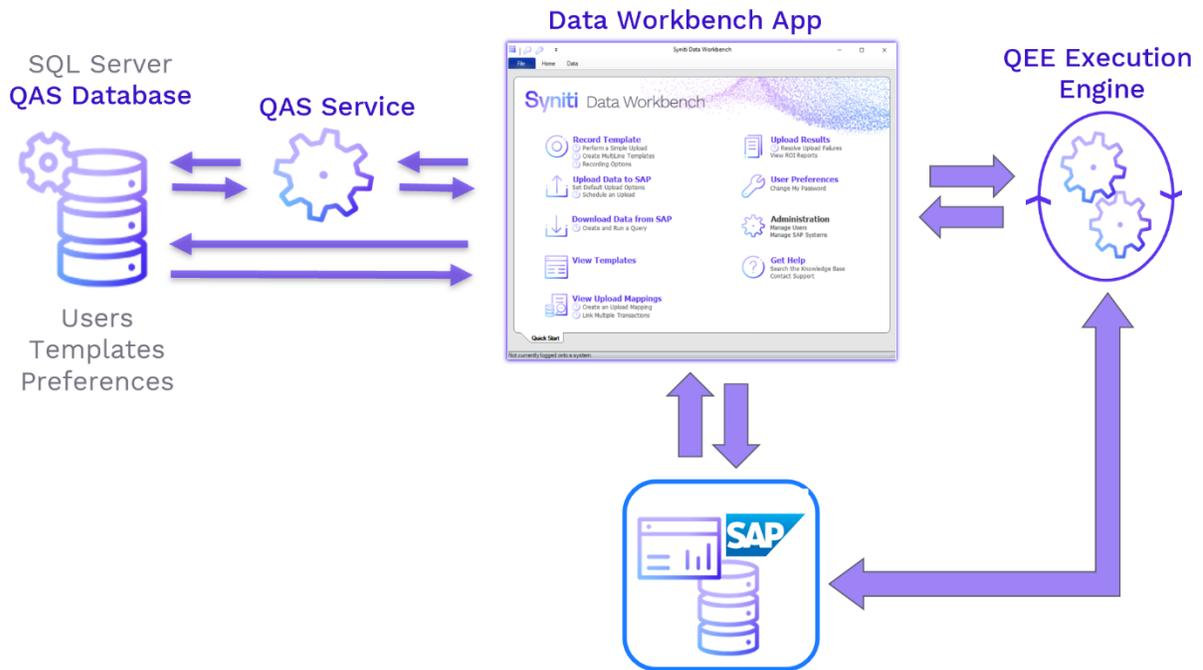 Data Workbench App
SQL Server
QAS Database
QAS Service
QEE Execution
Engine
Users
Templates
Preferences
Syniti Data Workbench
File Home Data
Syniti Data Workbench
Record Template
Perform a Simple Upload
Create MultiLine Templates
Recording Options
Upload Data to SAP
Set Default Upload Options
Schedule an Upload
Download Data from SAP
Create and Run a Query
View Templates
View Upload Mappings
Create an Upload Mapping
Link Multiple Transactions
Upload Results
Resolve Upload Failures
View ROI Reports
User Preferences
Change My Password
Administration
Manage Users
Manage SAP Systems
Get Help
Search the Knowledge Base
Contact Support
Quick Start
Not currently logged onto a system.
SAP